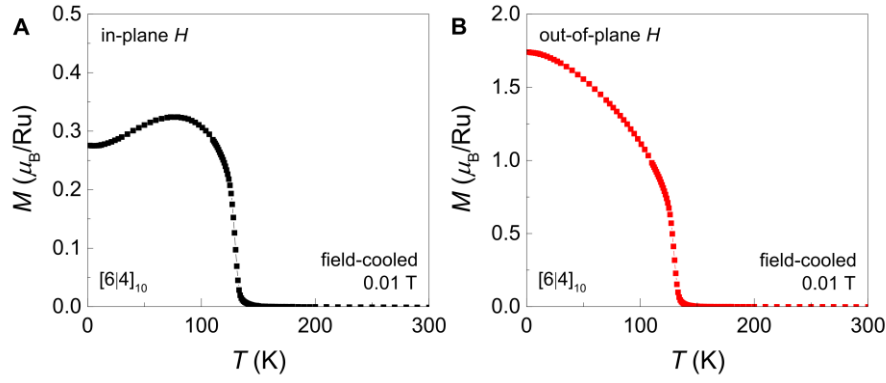 A
in-plane H
0.5
0.4
0.3
0.2
0.1
0.0
M (μB/Ru)
[6|4]10
field-cooled
0.01 T
0 100 200 300
T (K)
B
out-of-plane H
2.0
1.5
1.0
0.5
0.0
M (μB/Ru)
[6|4]10
field-cooled
0.01 T
0 100 200 300
T (K)